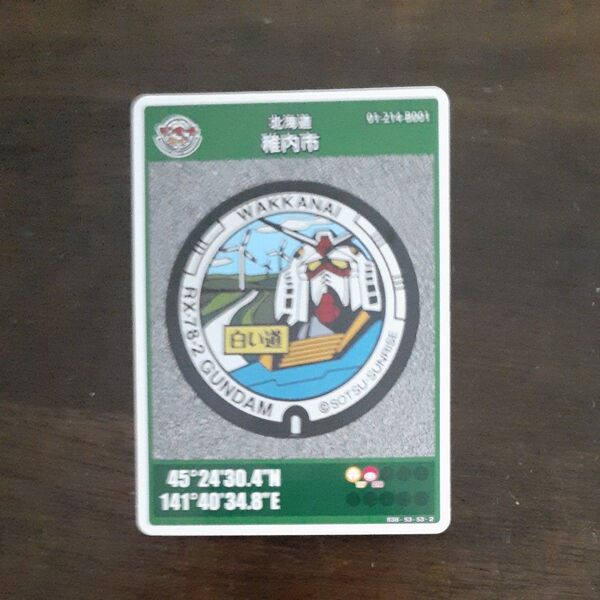 北海道
01-214-B001
稚内市
WAKKANAI
RX-78-2 GUNDAM
白い道
©SOTSU·SUNRISE
45°24'30.4"N
141°40'34.8"E